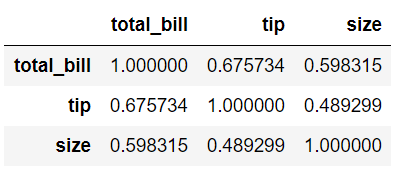 total_bill tip size
total_bill 1.000000 0.675734 0.598315
tip 0.675734 1.000000 0.489299
size 0.598315 0.489299 1.000000